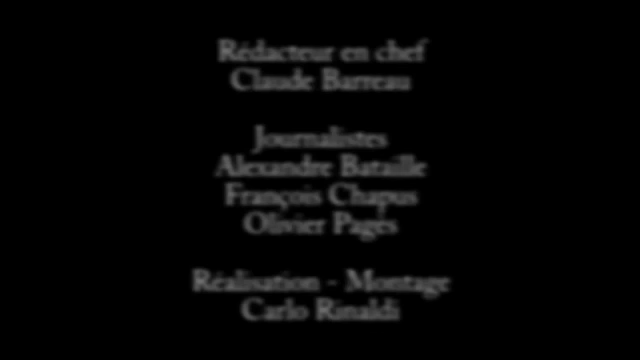 Rédacteur en chef
Claude Barreau
Journalistes
Alexandre Bataille
François Chapus
Olivier Pagès
Réalisation - Montage
Carlo Rinaldi